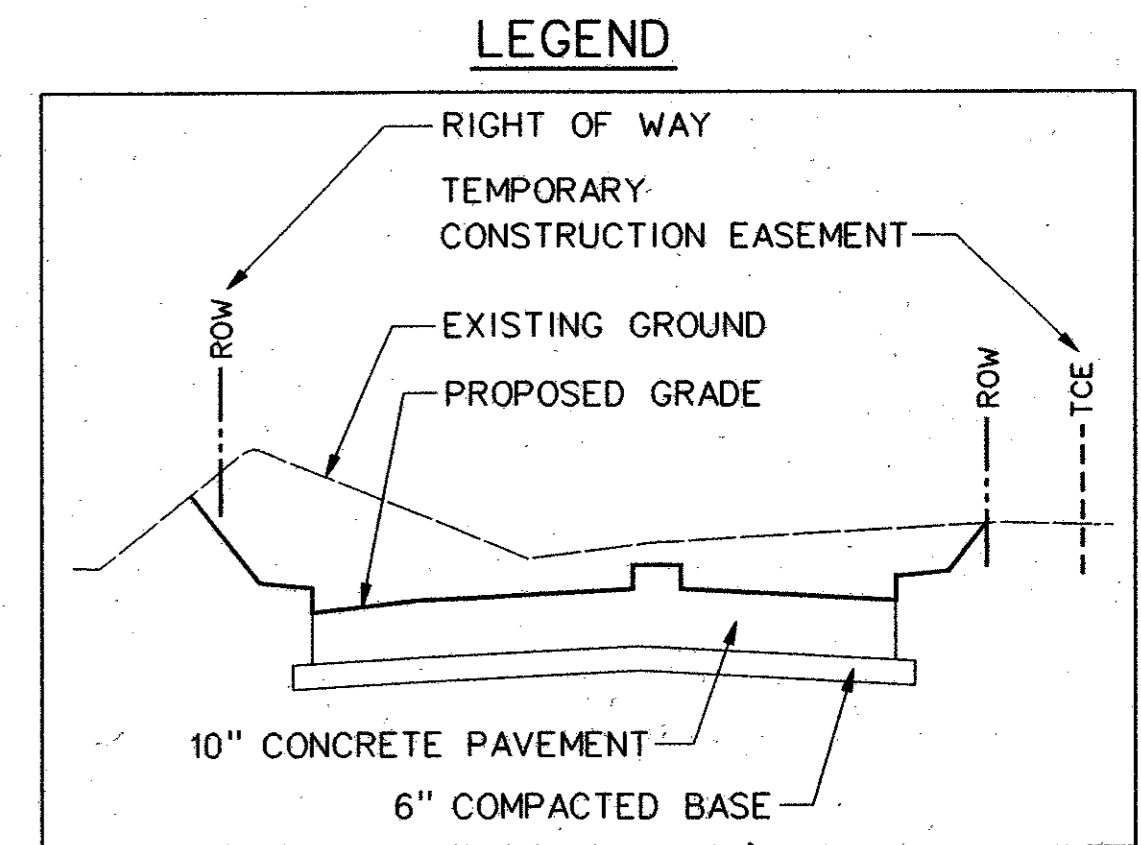 LEGEND
RIGHT OF WAY
TEMPORARY
CONSTRUCTION EASEMENT
ROW
EXISTING GROUND
ROW
TCE
PROPOSED GRADE
10" CONCRETE PAVEMENT
6" COMPACTED BASE